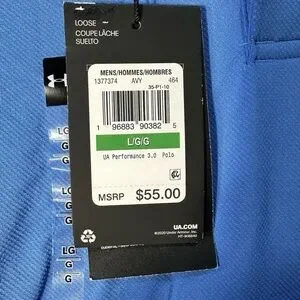 LOOSE
COUPE LÂCHE
SUELTO
MENS/HOMMES/HOMBRES
1377374 AVY 464
35-P1-10
1 96883 90382 5
L/G/G
UA Performance 3.0 Polo
MSRP $55.00
UA.COM
LG
G
LG
G
G
LG
G